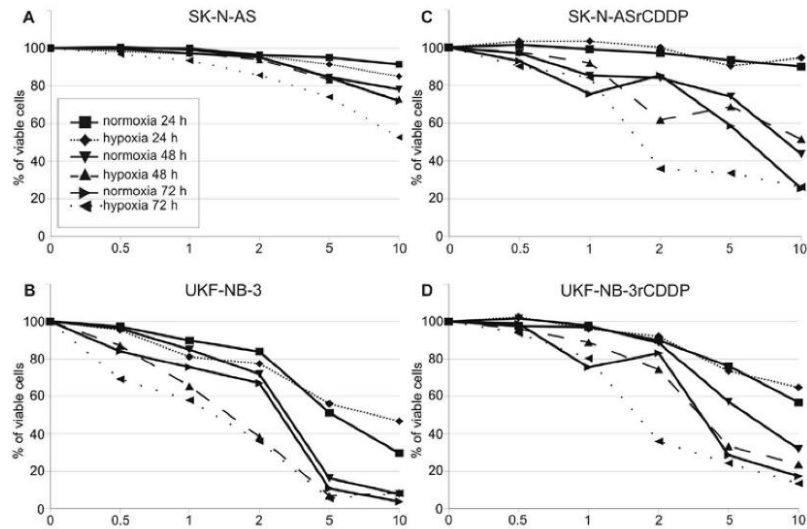 A
SK-N-AS
% of viable cells
100
80
60
40
20
0
normoxia 24 h
hypoxia 24 h
normoxia 48 h
hypoxia 48 h
normoxia 72 h
hypoxia 72 h
0 0.5 1 2 5 10
C
SK-N-ASrCDDP
% of viable cells
100
80
60
40
20
0
0 0.5 1 2 5 10
B
UKF-NB-3
% of viable cells
100
80
60
40
20
0
0 0.5 1 2 5 10
D
UKF-NB-3rCDDP
% of viable cells
100
80
60
40
20
0
0 0.5 1 2 5 10